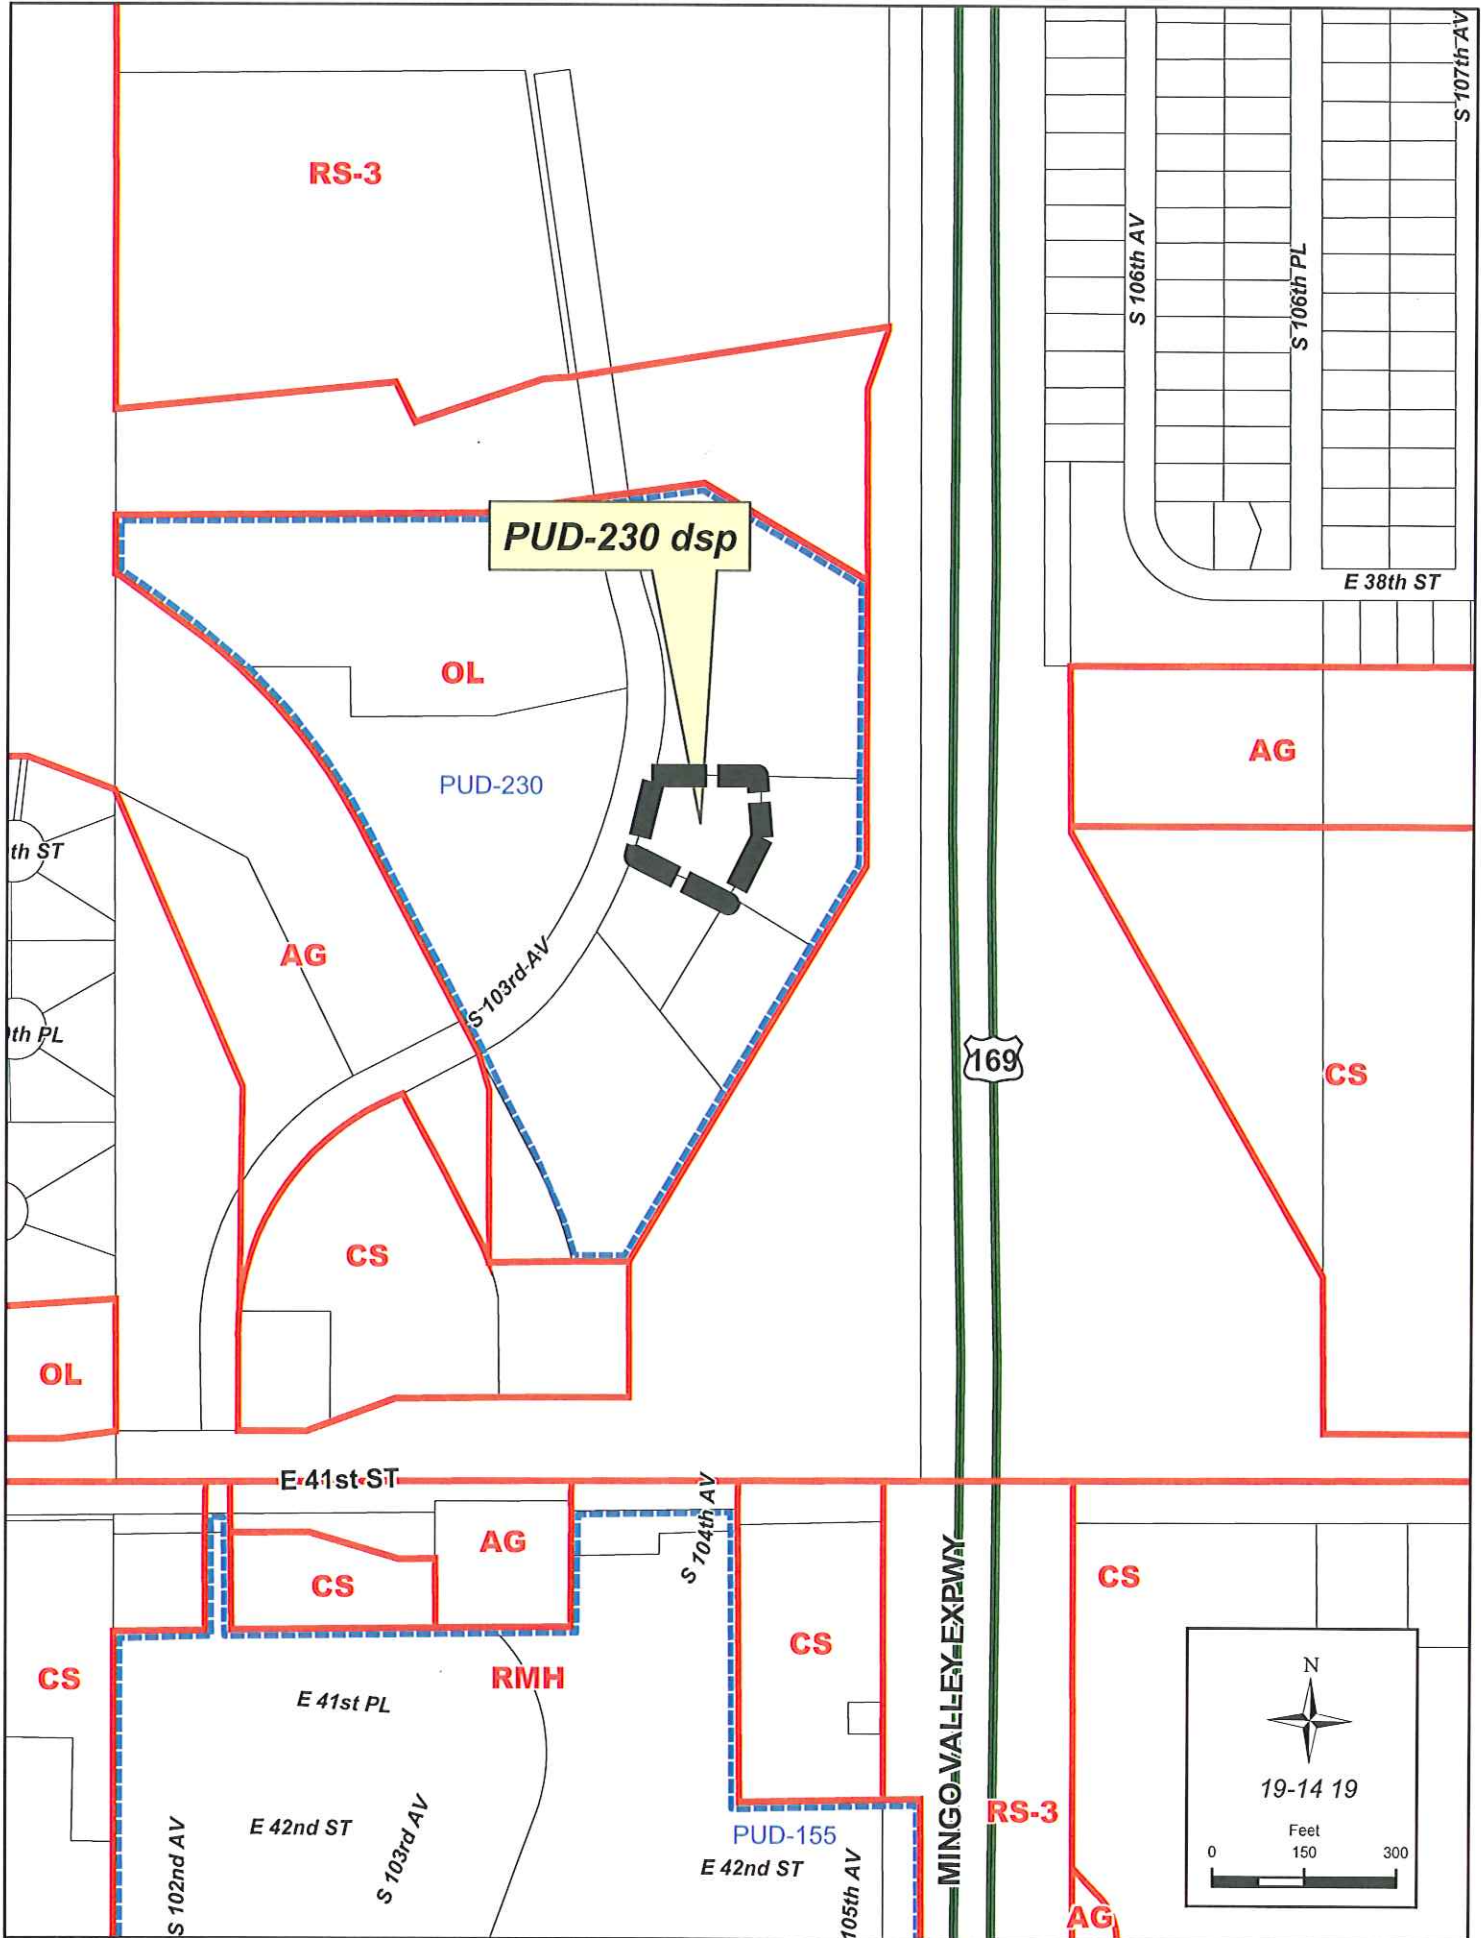 S 107th AV
RS-3
S 106th AV
S 106th PL
PUD-230 dsp
E 38th ST
OL
AG
PUD-230
th ST
AG
S 103rd AV
th PL
169
CS
CS
OL
E 41st ST
S 104th AV
AG
CS
CS
CS
MINGO VALLEY EXPWY
CS
RMH
E 41st PL
N
19-14 19
Feet
0 150 300
RS-3
E 42nd ST
S 103rd AV
S 102nd AV
PUD-155
E 42nd ST
105th AV
AG